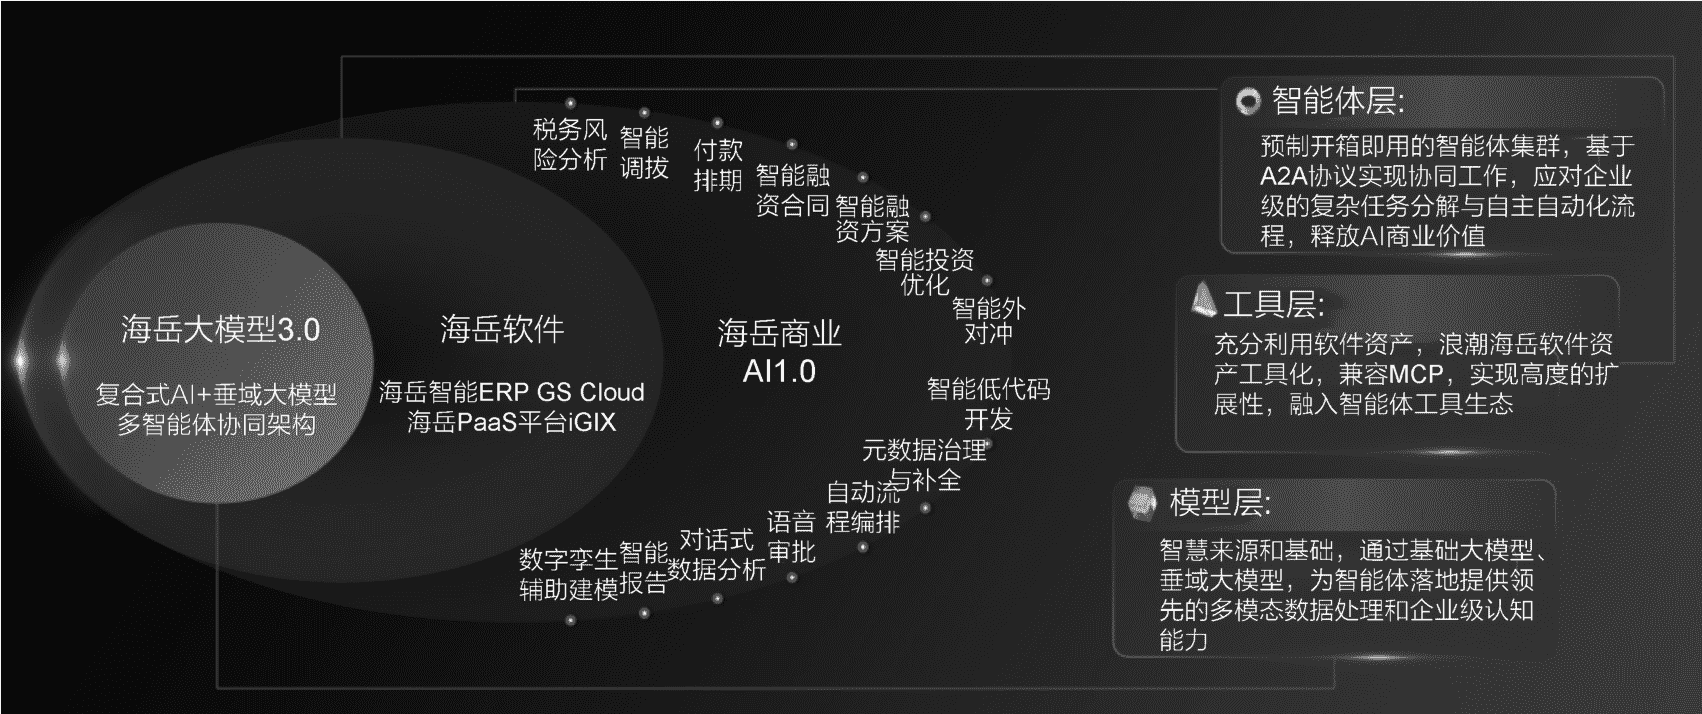 海岳大模型3.0
复合式AI+垂域大模型
多智能体协同架构
海岳软件
海岳智能ERP GS Cloud
海岳PaaS平台iGIX
海岳商业
AI1.0
税务风
险分析
智能
调拔
付款
排期
智能融
资合同
智能融
资方案
智能投资
优化
智能外
对冲
智能低代码
开发
元数据治理
与补全
自动流
程编排
语音
审批
对话式
数据分析
智能
报告
数字孪生
辅助建模
智能体层:
预制开箱即用的智能体集群，基于
A2A协议实现协同工作，应对企业
级的复杂任务分解与自主自动化流
程，释放AI商业价值
工具层:
充分利用软件资产，浪潮海岳软件资
产工具化，兼容MCP，实现高度的扩
展性，融入智能体工具生态
模型层:
智慧来源和基础，通过基础大模型、
垂域大模型，为智能体落地提供领
先的多模态数据处理和企业级认知
能力